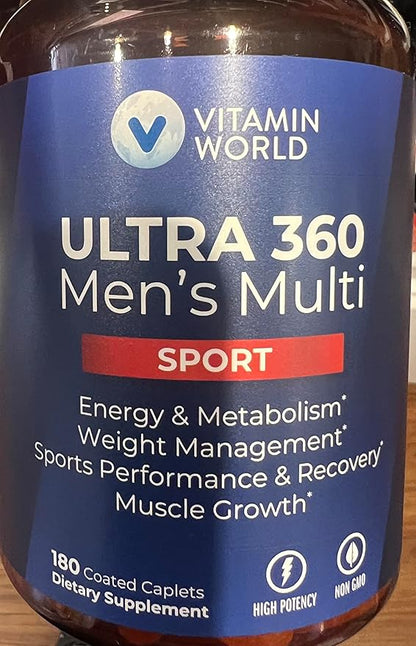 V
VITAMIN
WORLD
ULTRA 360
Men's Multi
SPORT
Energy & Metabolism*
Weight Management*
Sports Performance & Recovery*
Muscle Growth*
180 Coated Caplets
Dietary Supplement
HIGH POTENCY
NON GMO